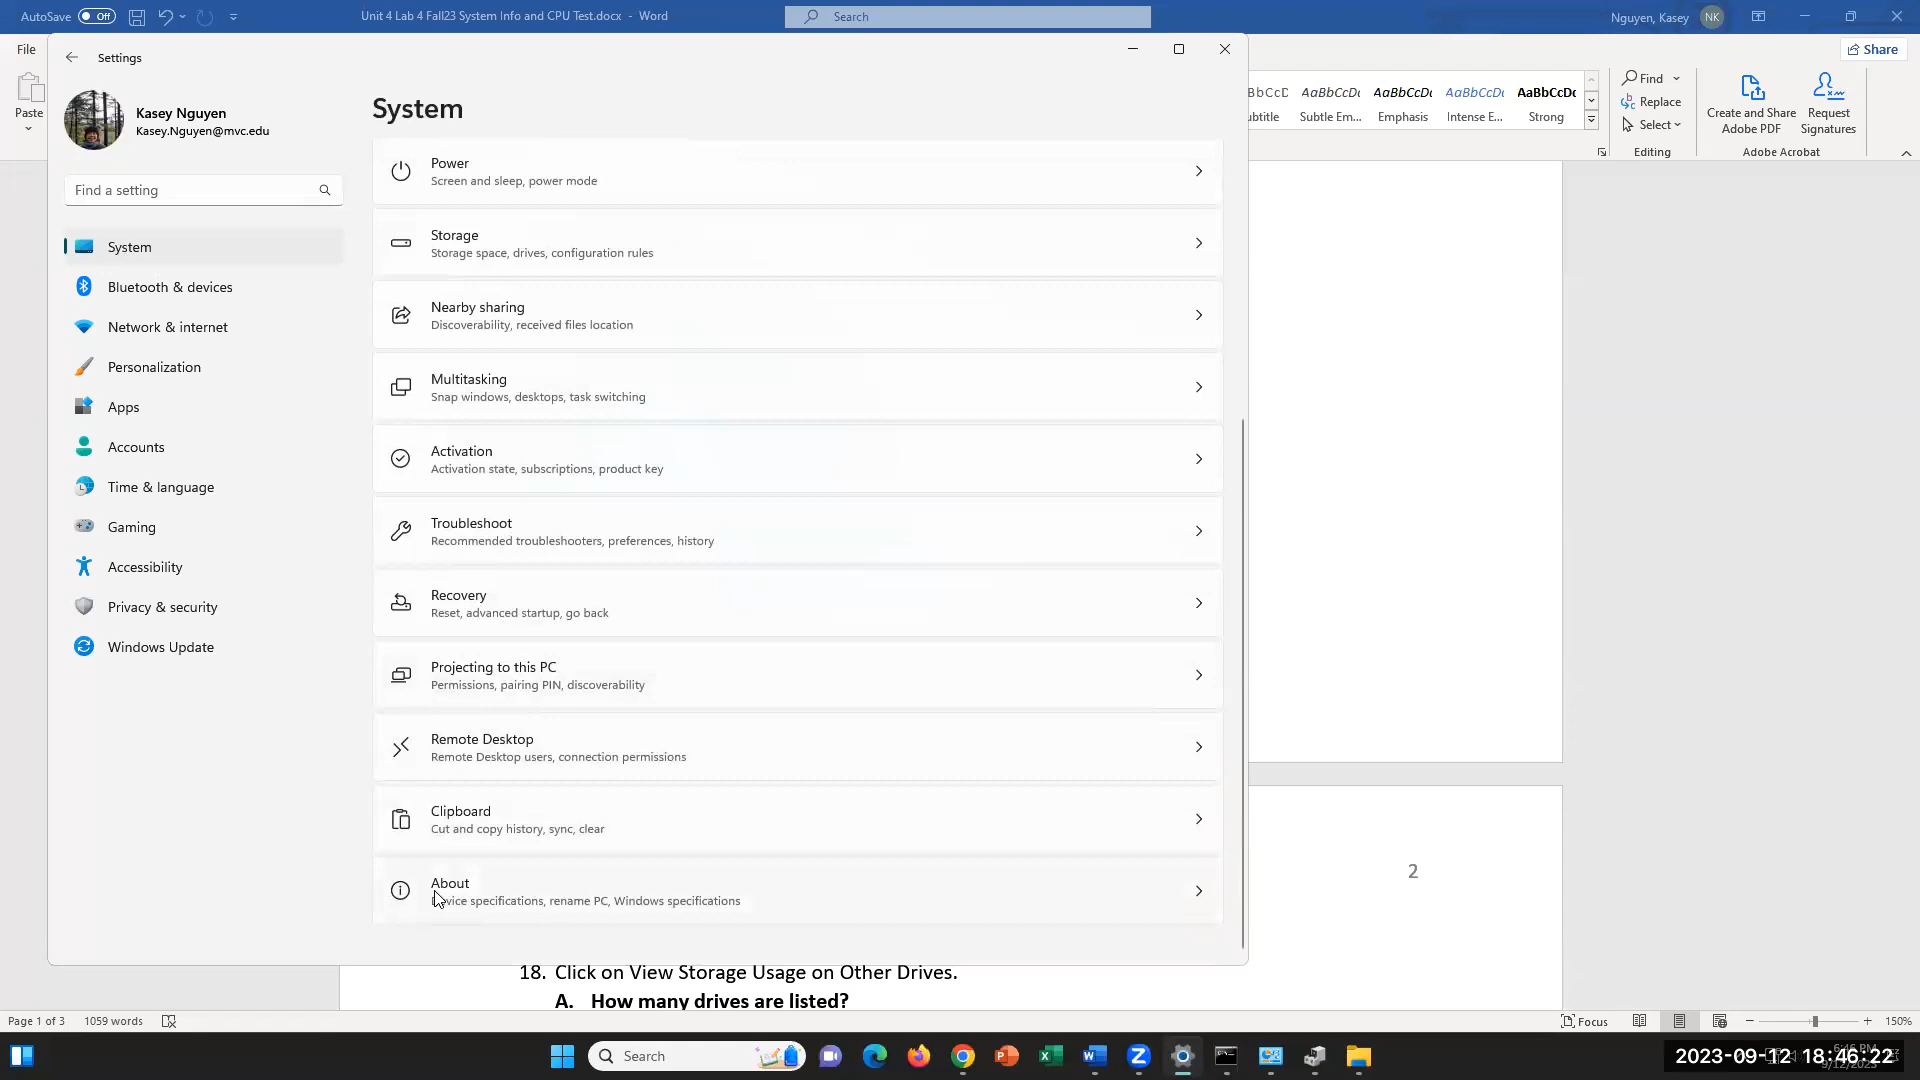 AutoSave Off
Unit 4 Lab 4 Fall23 System Info and CPU Test.docx - Word
Search
Nguyen, Kasey NK
File
Share
Paste
Settings
Kasey Nguyen
Kasey.Nguyen@mvc.edu
Find a setting
System
Bluetooth & devices
Network & internet
Personalization
Apps
Accounts
Time & language
Gaming
Accessibility
Privacy & security
Windows Update
System
Power
Screen and sleep, power mode
Storage
Storage space, drives, configuration rules
Nearby sharing
Discoverability, received files location
Multitasking
Snap windows, desktops, task switching
Activation
Activation state, subscriptions, product key
Troubleshoot
Recommended troubleshooters, preferences, history
Recovery
Reset, advanced startup, go back
Projecting to this PC
Permissions, pairing PIN, discoverability
Remote Desktop
Remote Desktop users, connection permissions
Clipboard
Cut and copy history, sync, clear
About
specifications, rename PC, Windows specifications
AaBbCcDc AaBbCcDc AaBbCcDc AaBbCcDc
Subtle Em... Emphasis Intense E... Strong
Find
Replace
Select
Editing
Create and Share
Adobe PDF
Request
Signatures
Adobe Acrobat
2
18. Click on View Storage Usage on Other Drives.
A. How many drives are listed?
Page 1 of 3 1059 words
Focus
150%
Search
2023-09-12 18:46:22